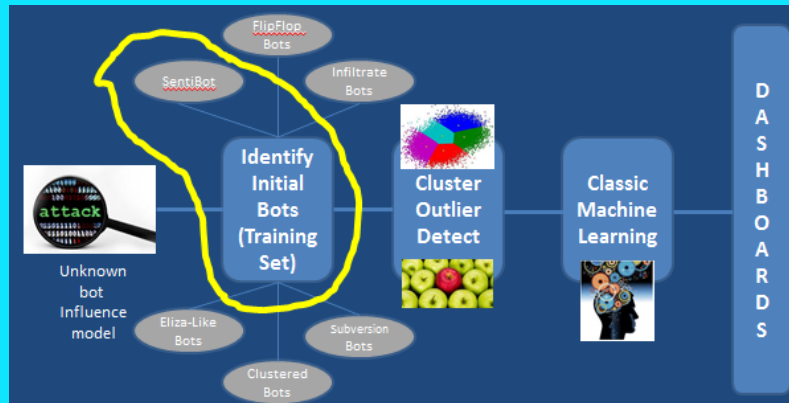 FlipFlop
Bots
SentiBot
Infiltrate
Bots
Identify
Initial
Bots
(Training
Set)
attack
Unknown
bot
Influence
model
Cluster
Outlier
Detect
Classic
Machine
Learning
Eliza-Like
Bots
Subversion
Bots
Clustered
Bots
D
A
S
H
B
O
A
R
D
S